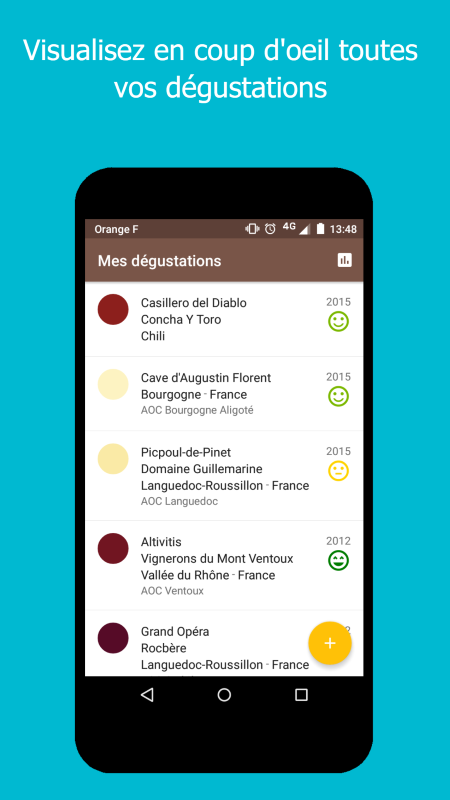 Visualisez en coup d'oeil toutes
vos dégustations
Orange F 4G 13:48
Mes dégustations
Casillero del Diablo 2015
Concha Y Toro
Chili
Cave d'Augustin Florent 2015
Bourgogne - France
AOC Bourgogne Aligoté
Picpoul-de-Pinet 2015
Domaine Guillemarine
Languedoc-Roussillon - France
AOC Languedoc
Altivitis 2012
Vignerons du Mont Ventoux
Vallée du Rhône - France
AOC Ventoux
Grand Opéra
Rocbère
Languedoc-Roussillon - France